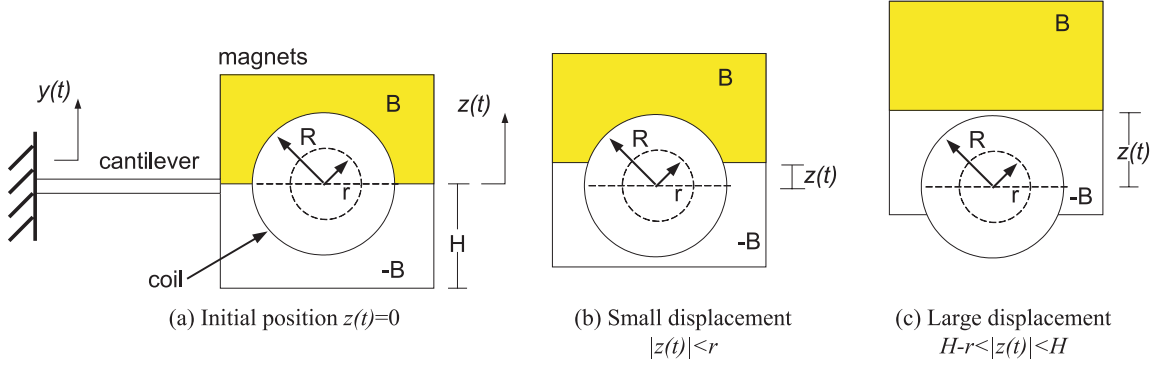 magnets
y(t)
cantilever
B
R
r
z(t)
H
coil
-B
(a) Initial position z(t)=0
B
R
r
z(t)
-B
(b) Small displacement
|z(t)|<r
B
R
r
z(t)
-B
(c) Large displacement
H-r<|z(t)|<H